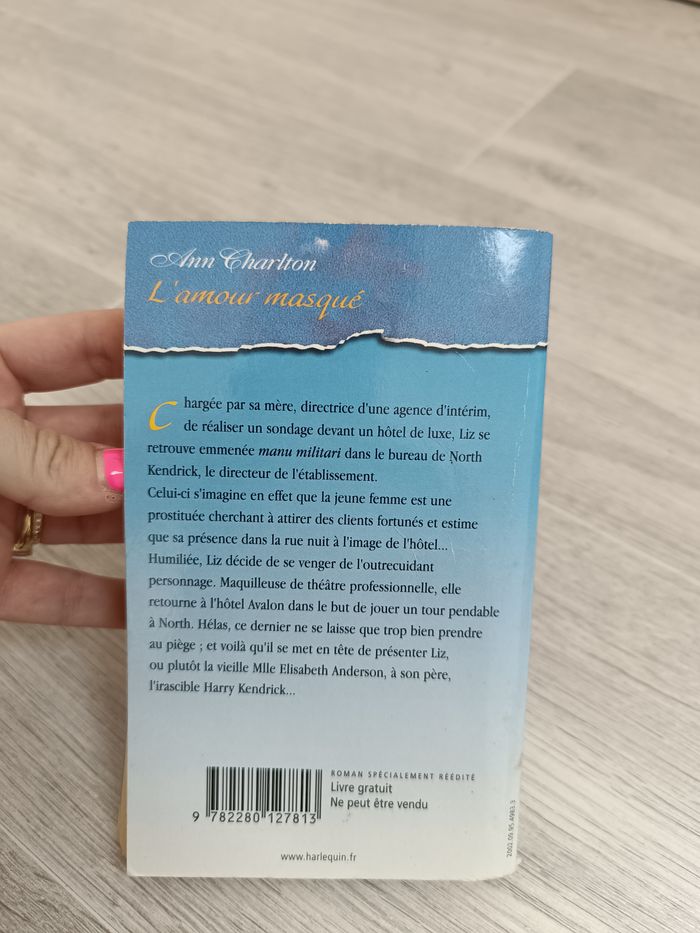 Ann Charlton
L'amour masqué
Chargée par sa mère, directrice d'une agence d'intérim,
de réaliser un sondage devant un hôtel de luxe, Liz se
retrouve emmenée manu militari dans le bureau de North
Kendrick, le directeur de l'établissement.
Celui-ci s'imagine en effet que la jeune femme est une
prostituée cherchant à attirer des clients fortunés et estime
que sa présence dans la rue nuit à l'image de l'hôtel...
Humiliée, Liz décide de se venger de l'outrecuidant
personnage. Maquilleuse de théâtre professionnelle, elle
retourne à l'hôtel Avalon dans le but de jouer un tour pendable
à North. Hélas, ce dernier ne se laisse que trop bien prendre
au piège ; et voilà qu'il se met en tête de présenter Liz,
ou plutôt la vieille Mlle Elisabeth Anderson, à son père,
l'irascible Harry Kendrick...
ROMAN SPÉCIALEMENT RÉÉDITÉ
Livre gratuit
Ne peut être vendu
9 782280 127813
www.harlequin.fr
2002.09.95.4983.3